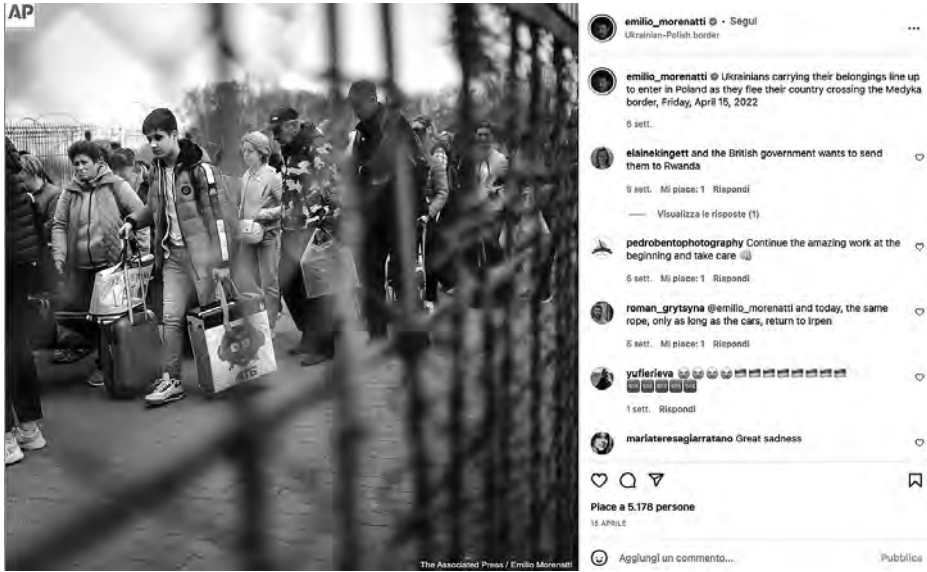 AP
АТБ
The Associated Press / Emilio Morenatti
emilio_morenatti • Segui
Ukrainian-Polish border
emilio_morenatti Ukrainians carrying their belongings line up
to enter in Poland as they flee their country crossing the Medyka
border, Friday, April 15, 2022
6 sett.
elainekingett and the British government wants to send
them to Rwanda
6 sett. Mi piace: 1 Rispondi
Visualizza le risposte (1)
pedrobentophotography Continue the amazing work at the
beginning and take care
6 sett. Mi piace: 1 Rispondi
roman_grytsyna @emilio_morenatti and today, the same
rope, only as long as the cars, return to Irpen
6 sett. Mi piace: 1 Rispondi
yufierieva
SOS SOS SOS SOS SOS
1 sett. Rispondi
mariateresagiarratano Great sadness
Piace a 5.178 persone
15 APRILE
Aggiungi un commento... Pubblica